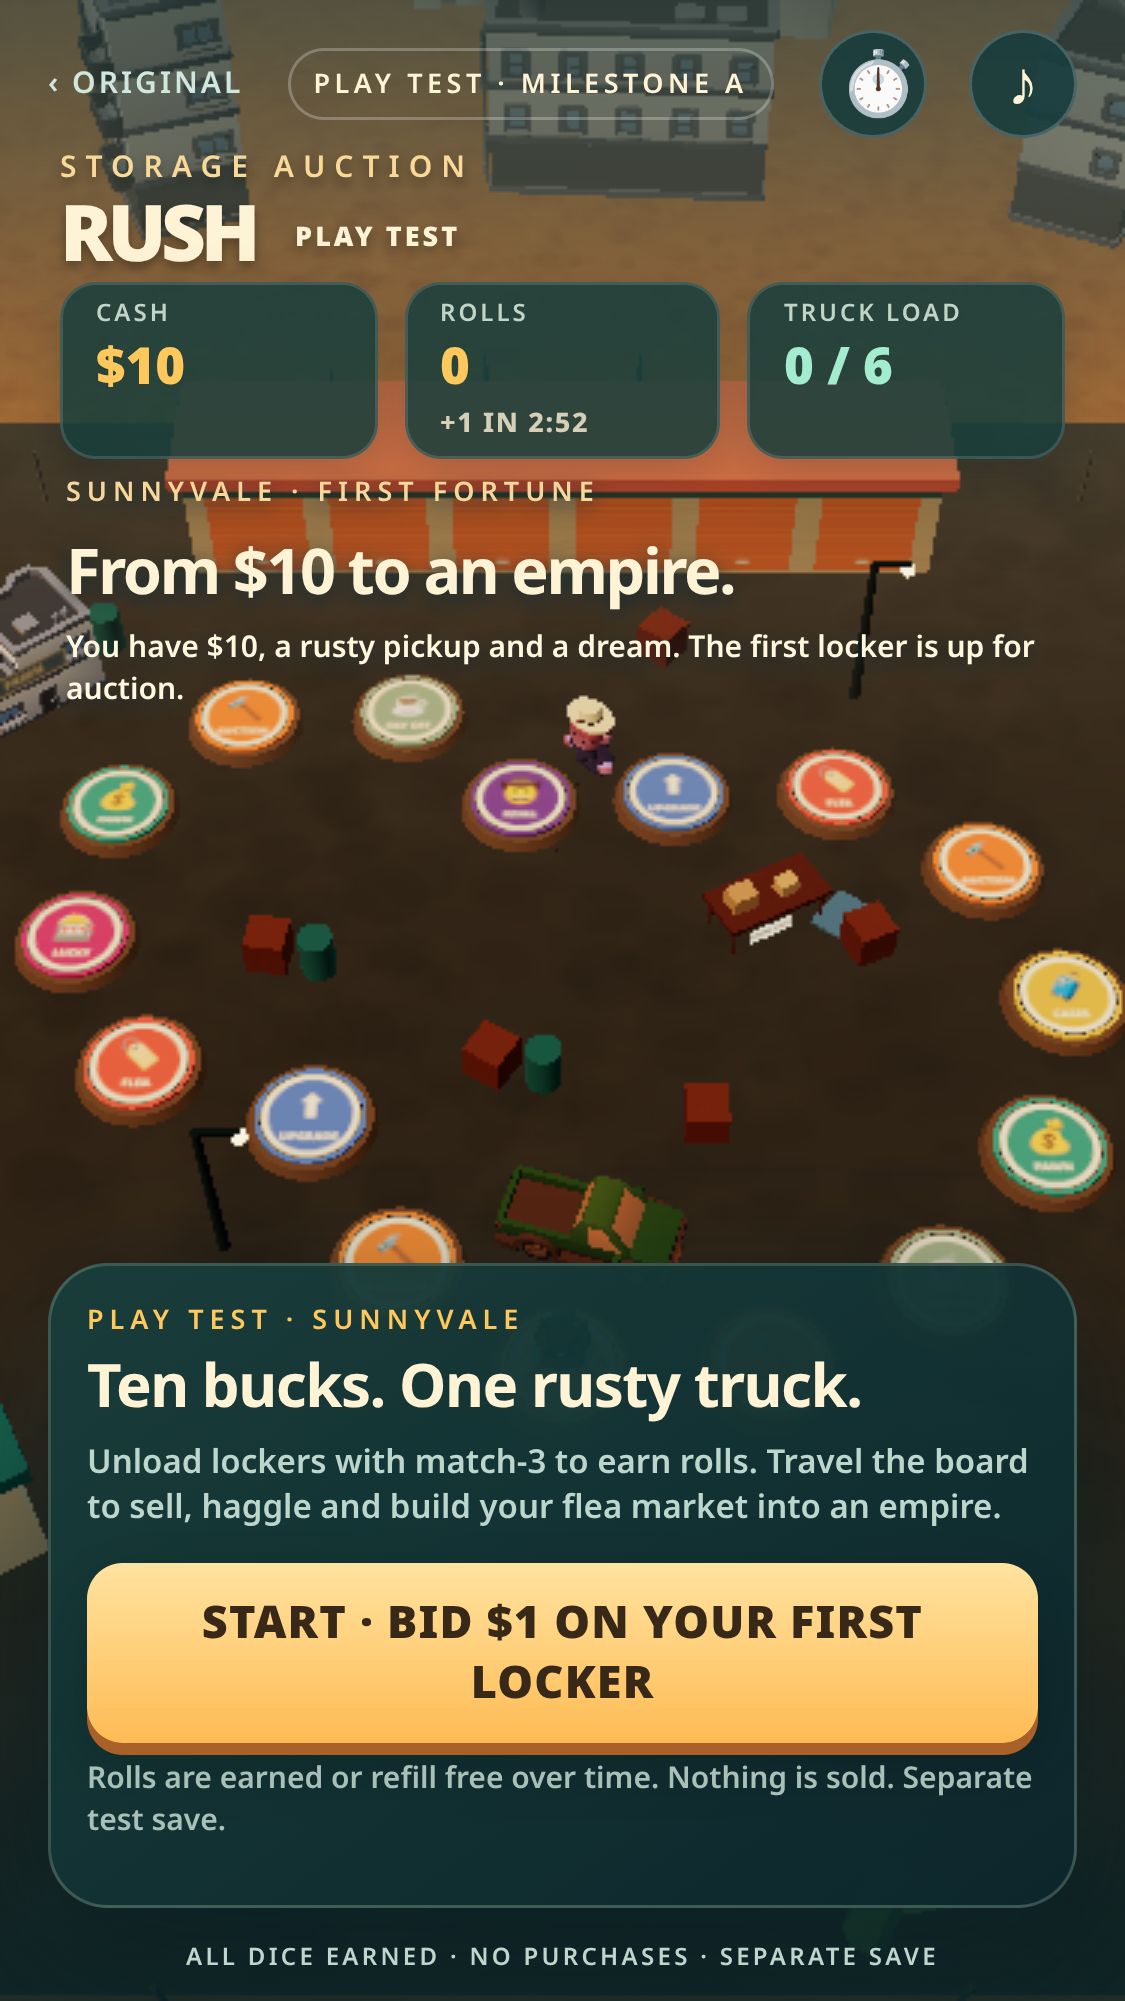 ‹ ORIGINAL
PLAY TEST · MILESTONE A
♪
STORAGE AUCTION
RUSH PLAY TEST
CASH
$10
ROLLS
0
+1 IN 2:52
TRUCK LOAD
0 / 6
SUNNYVALE · FIRST FORTUNE
From $10 to an empire.
You have $10, a rusty pickup and a dream. The first locker is up for
auction.
UPGRADE
FLEA
LUCKY
FLEA
UPGRADE
PLAY TEST · SUNNYVALE
Ten bucks. One rusty truck.
Unload lockers with match-3 to earn rolls. Travel the board
to sell, haggle and build your flea market into an empire.
START · BID $1 ON YOUR FIRST
LOCKER
Rolls are earned or refill free over time. Nothing is sold. Separate
test save.
ALL DICE EARNED · NO PURCHASES · SEPARATE SAVE